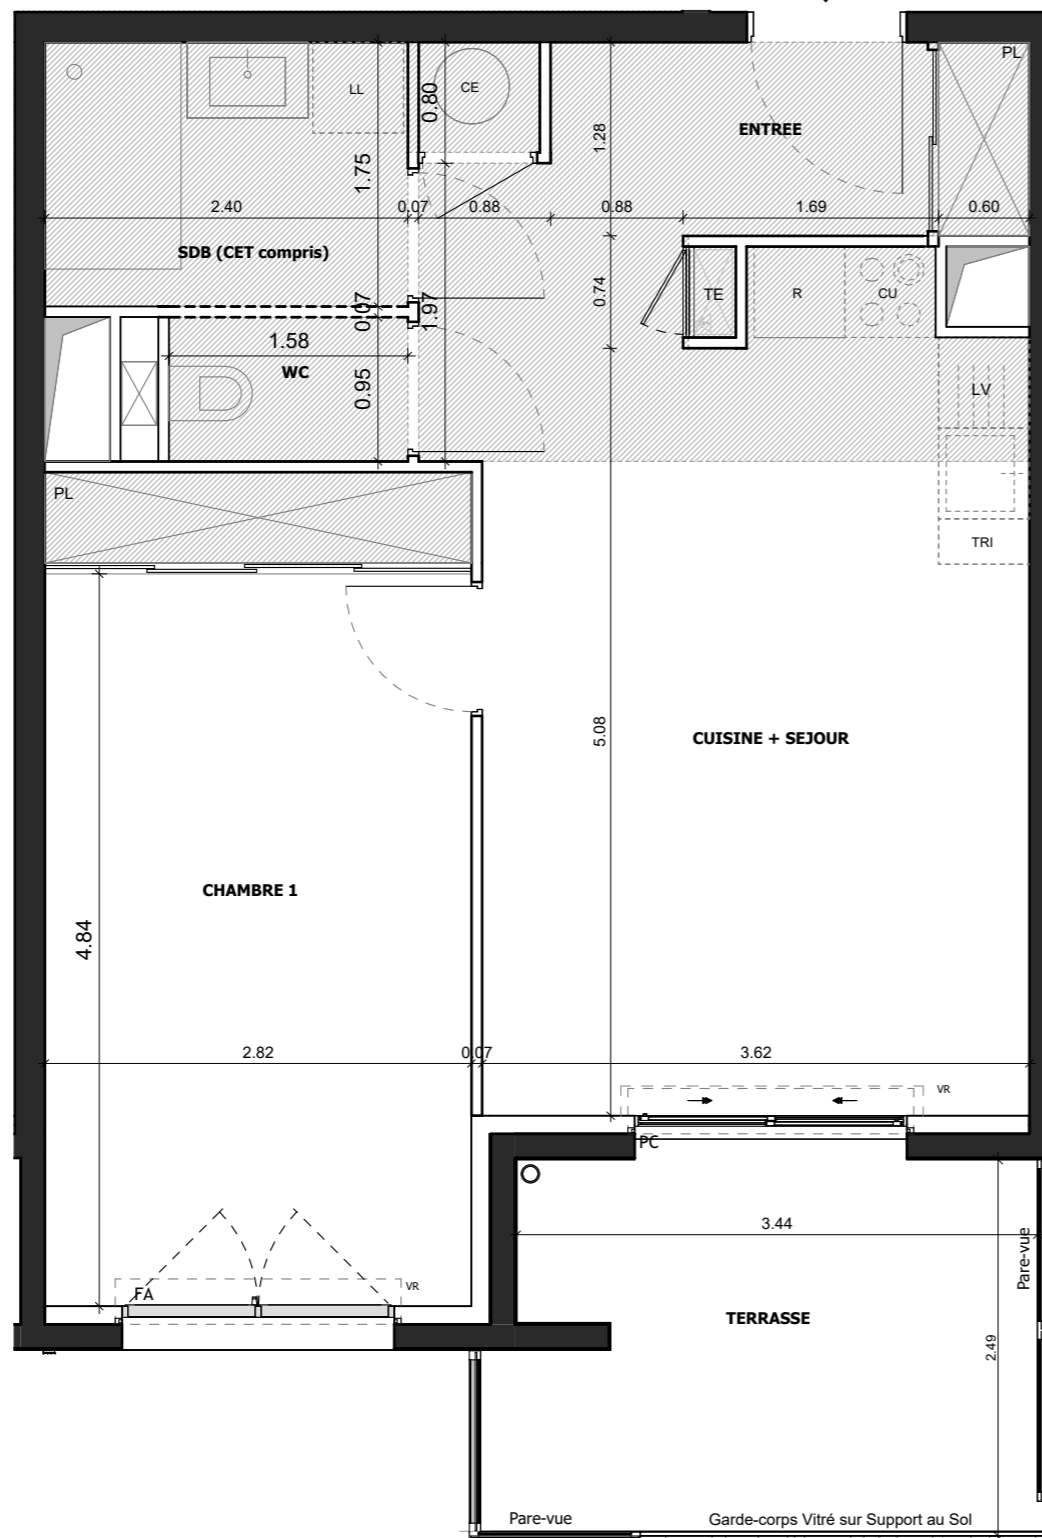 PL
LL
CE
0.80
ENTREE
1.28
1.75
2.40
0.07
0.88
0.88
1.69
0.60
SDB (CET compris)
0.74
TE
R
CU
0.07
1.97
1.58
WC
0.95
LV
PL
TRI
5.08
CUISINE + SEJOUR
CHAMBRE 1
4.84
2.82
0.07
3.62
VR
PC
3.44
Pare-vue
VR
FA
TERRASSE
2.49
Pare-vue
Garde-corps Vitré sur Support au Sol